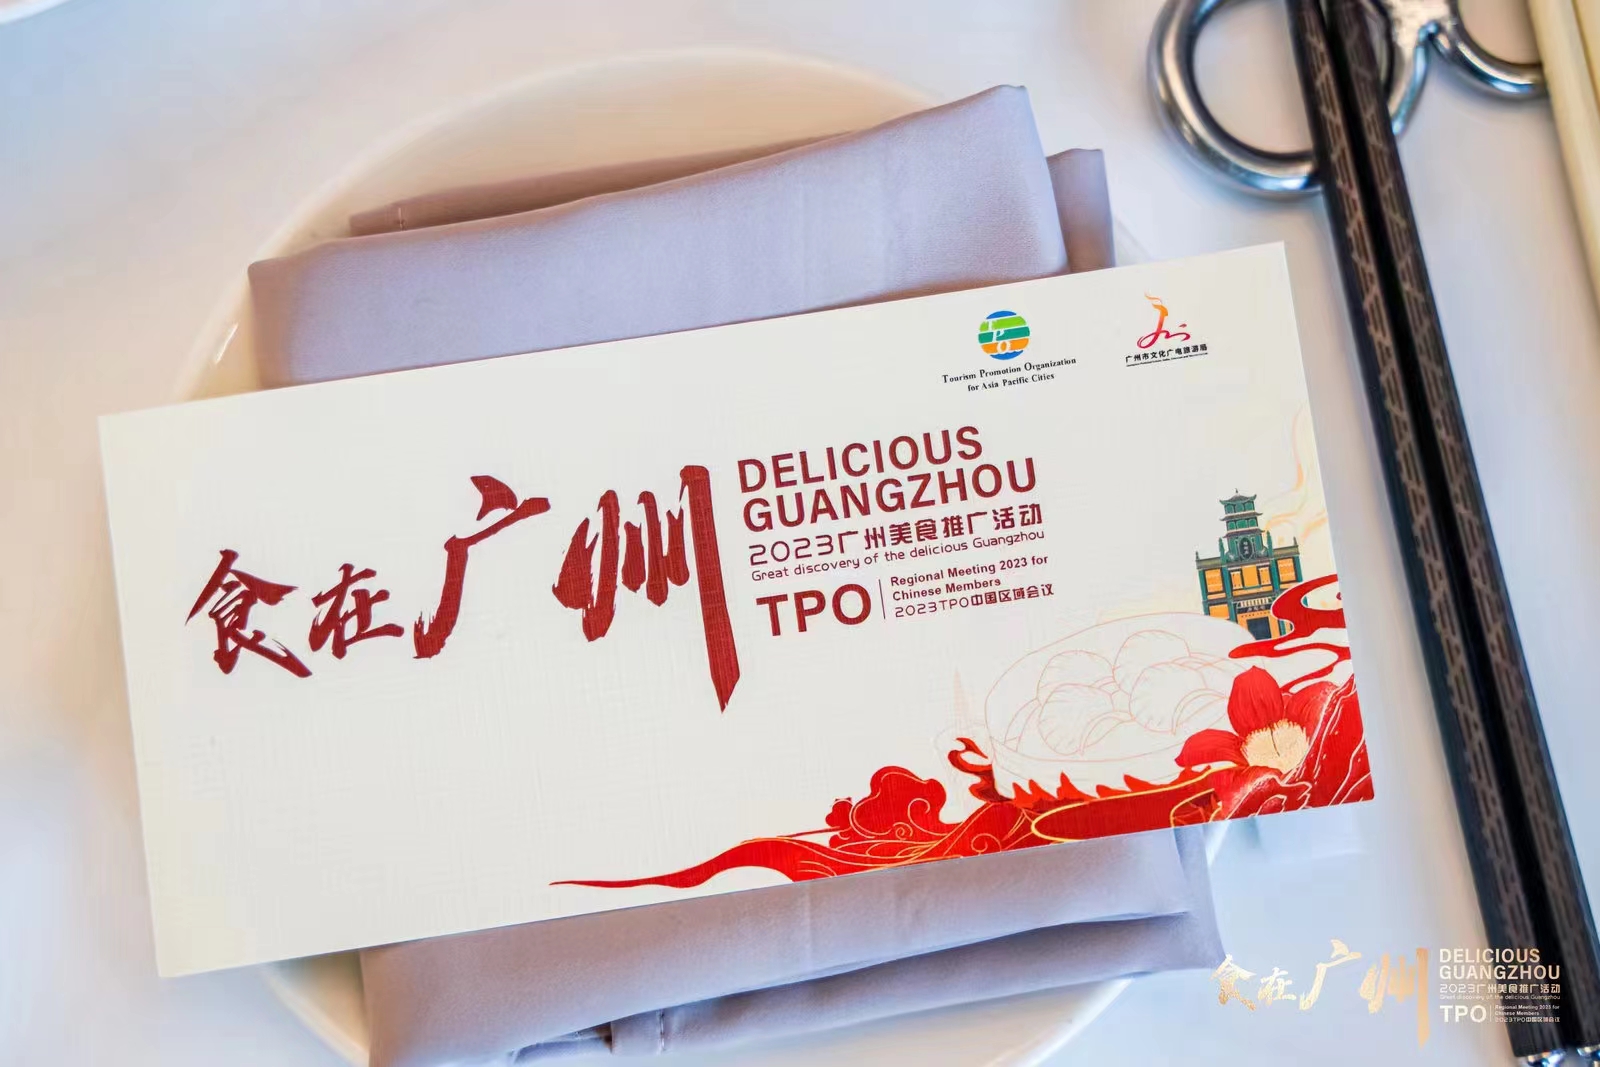 Tourism Promotion Organization
for Asia Pacific Cities
广州市文化广电旅游局
食在广州
DELICIOUS
GUANGZHOU
2023广州美食推广活动
Great discovery of the delicious Guangzhou
TPO
Regional Meeting 2023 for
Chinese Members
2023TPO中国区域会议
食在广州
DELICIOUS
GUANGZHOU
2023广州美食推广活动
Great discovery of the delicious Guangzhou
TPO
Regional Meeting 2023 for
Chinese Members
2023TPO中国区域会议